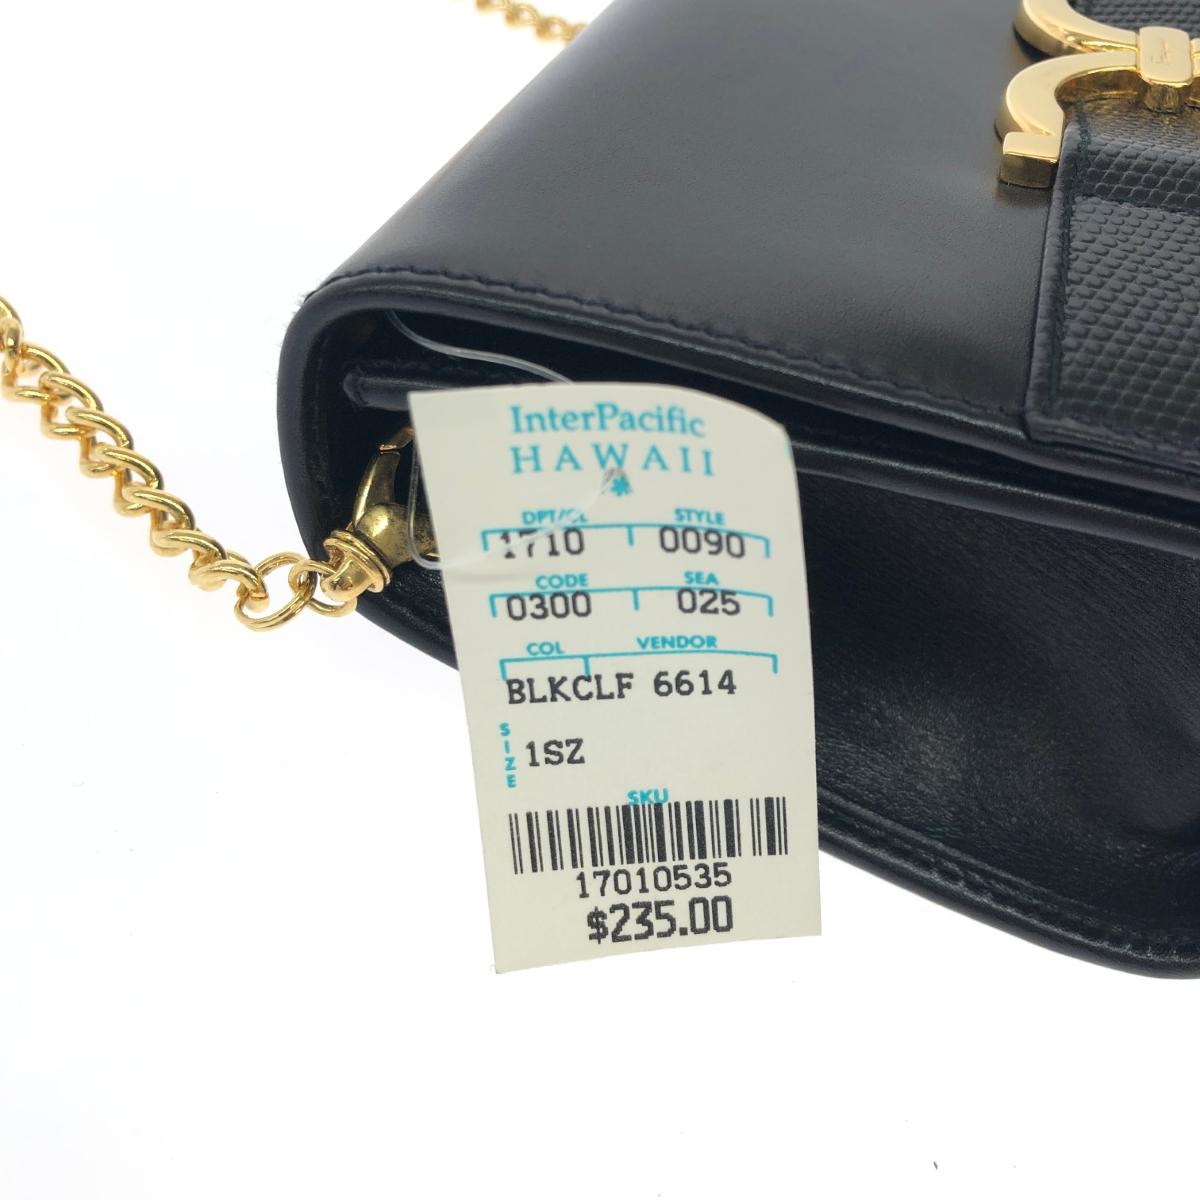 InterPacific
HAWAII
DPT/CL STYLE
1710 0090
CODE SEA
0300 025
COL VENDOR
BLKCLF 6614
SIZE 1SZ
SKU
17010535
$235.00